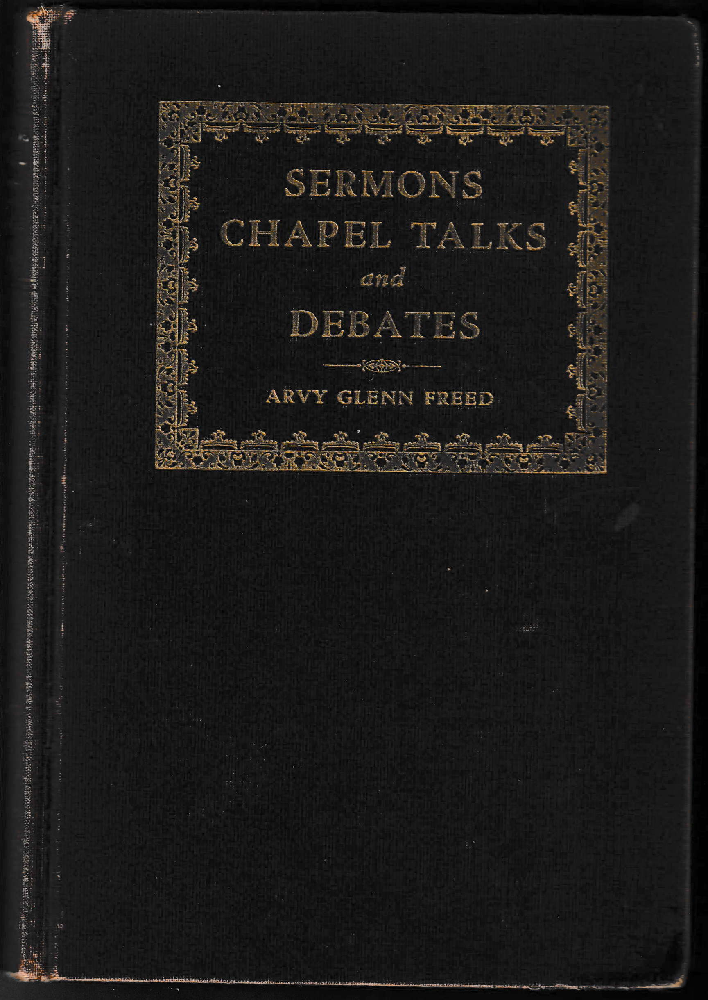 SERMONS
CHAPEL TALKS
and
DEBATES
ARVY GLENN FREED